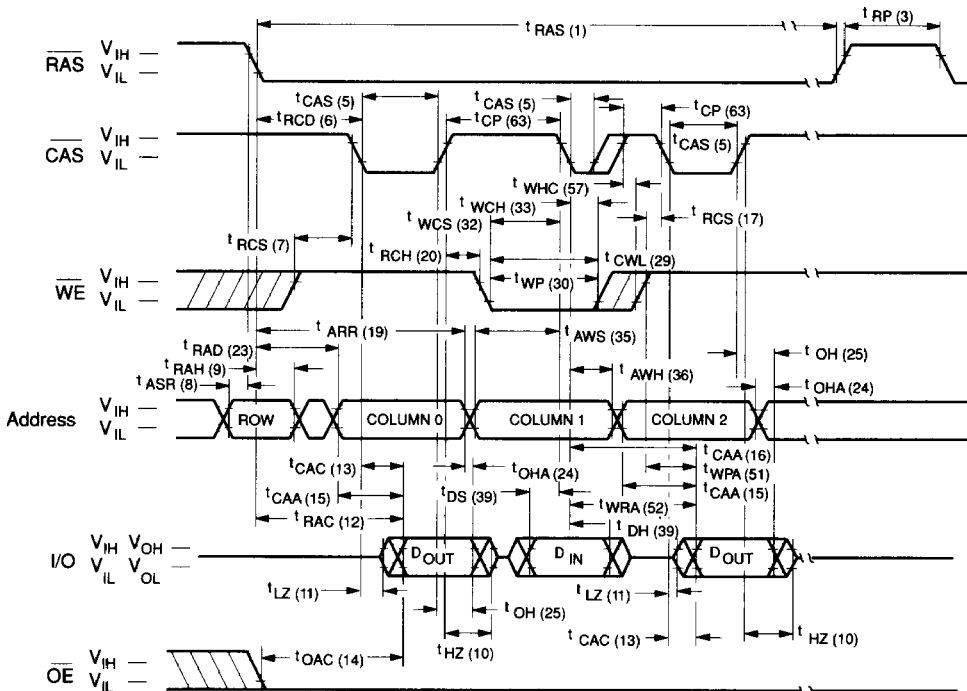 t RAS (1)
t RP (3)
RAS V IH
V IL
t CAS (5)
t CAS (5)
t CP (63)
t RCD (6)
t CP (63)
t CAS (5)
CAS V IH
V IL
t WHC (57)
t WCH (33)
t WCS (32)
t RCS (17)
t RCS (7)
t RCH (20)
t CWL (29)
t WP (30)
WE V IH
V IL
t ARR (19)
t AWS (35)
t RAD (23)
t OH (25)
t RAH (9)
t AWH (36)
t ASR (8)
t OHA (24)
Address V IH
V IL
ROW
COLUMN 0
COLUMN 1
COLUMN 2
t CAA (16)
t CAC (13)
t OHA (24)
t WPA (51)
t CAA (15)
t DS (39)
t CAA (15)
t WRA (52)
t RAC (12)
t DH (39)
I/O V IH V OH
V IL V OL
D OUT
D IN
D OUT
t LZ (11)
t OH (25)
t LZ (11)
t HZ (10)
t CAC (13)
t HZ (10)
t OAC (14)
OE V IH
V IL